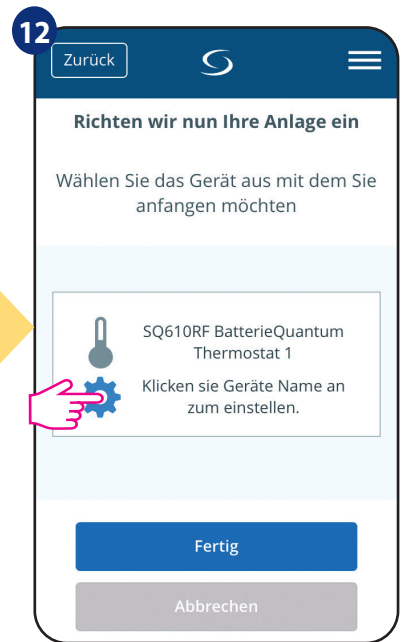 12
Zurück
Richten wir nun Ihre Anlage ein
Wählen Sie das Gerät aus mit dem Sie
anfangen möchten
SQ610RF BatterieQuantum
Thermostat 1
Klicken sie Geräte Name an
zum einstellen.
Fertig
Abbrechen